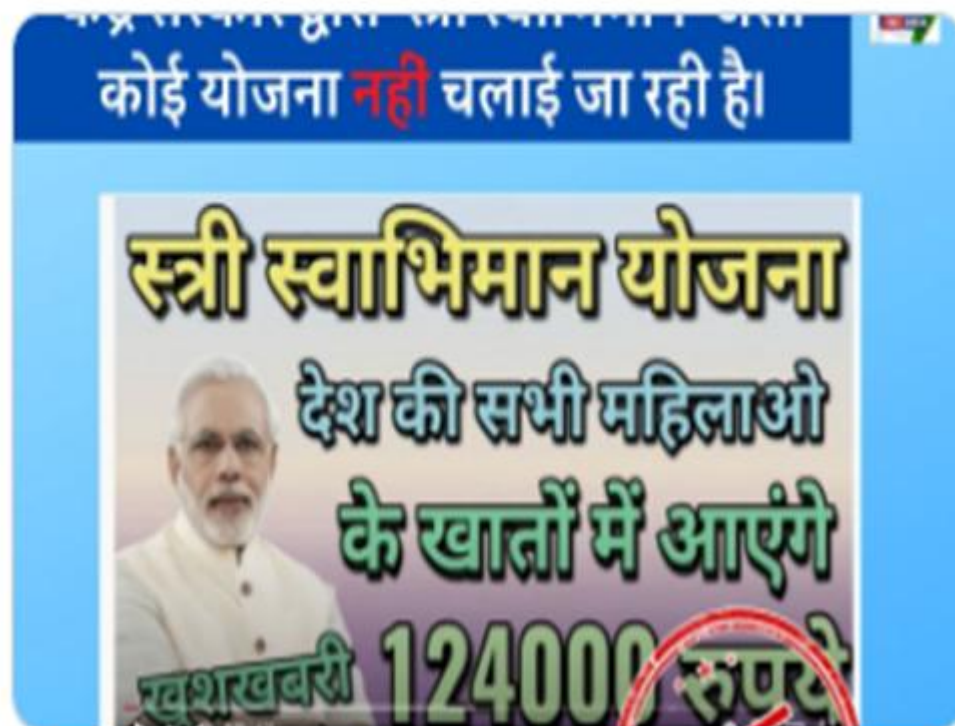 कोई योजना नहीं चलाई जा रही है।
स्त्री स्वाभिमान योजना
देश की सभी महिलाओ
के खातों में आएंगे
खुशखबरी 124000 रुपये